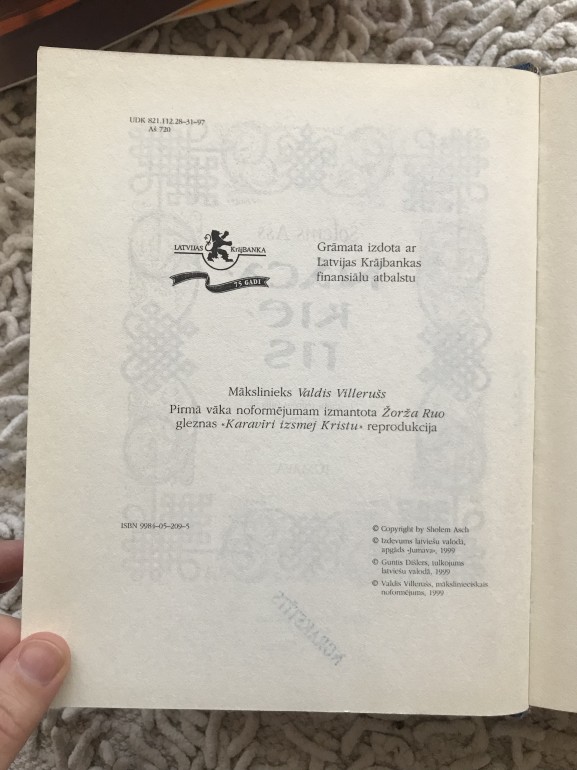 UDK 821.112.28-31-97
Aš 720
LATVIJAS KrājBANKA
75 GADI
Grāmata izdota ar
Latvijas Krājbankas
finansiālu atbalstu
Mākslinieks Valdis Villerušs
Pirmā vāka noformējumam izmantota Žorža Ruo
gleznas «Karavīri izsmej Kristu» reprodukcija
ISBN 9984-05-209-5
© Copyright by Sholem Asch
© Izdevums latviešu valodā,
apgāds «Jumava», 1999
© Guntis Dišlers, tulkojums
latviešu valodā, 1999
© Valdis Villerušs, mākslinieciskais
noformējums, 1999
NORAKSTĪTS